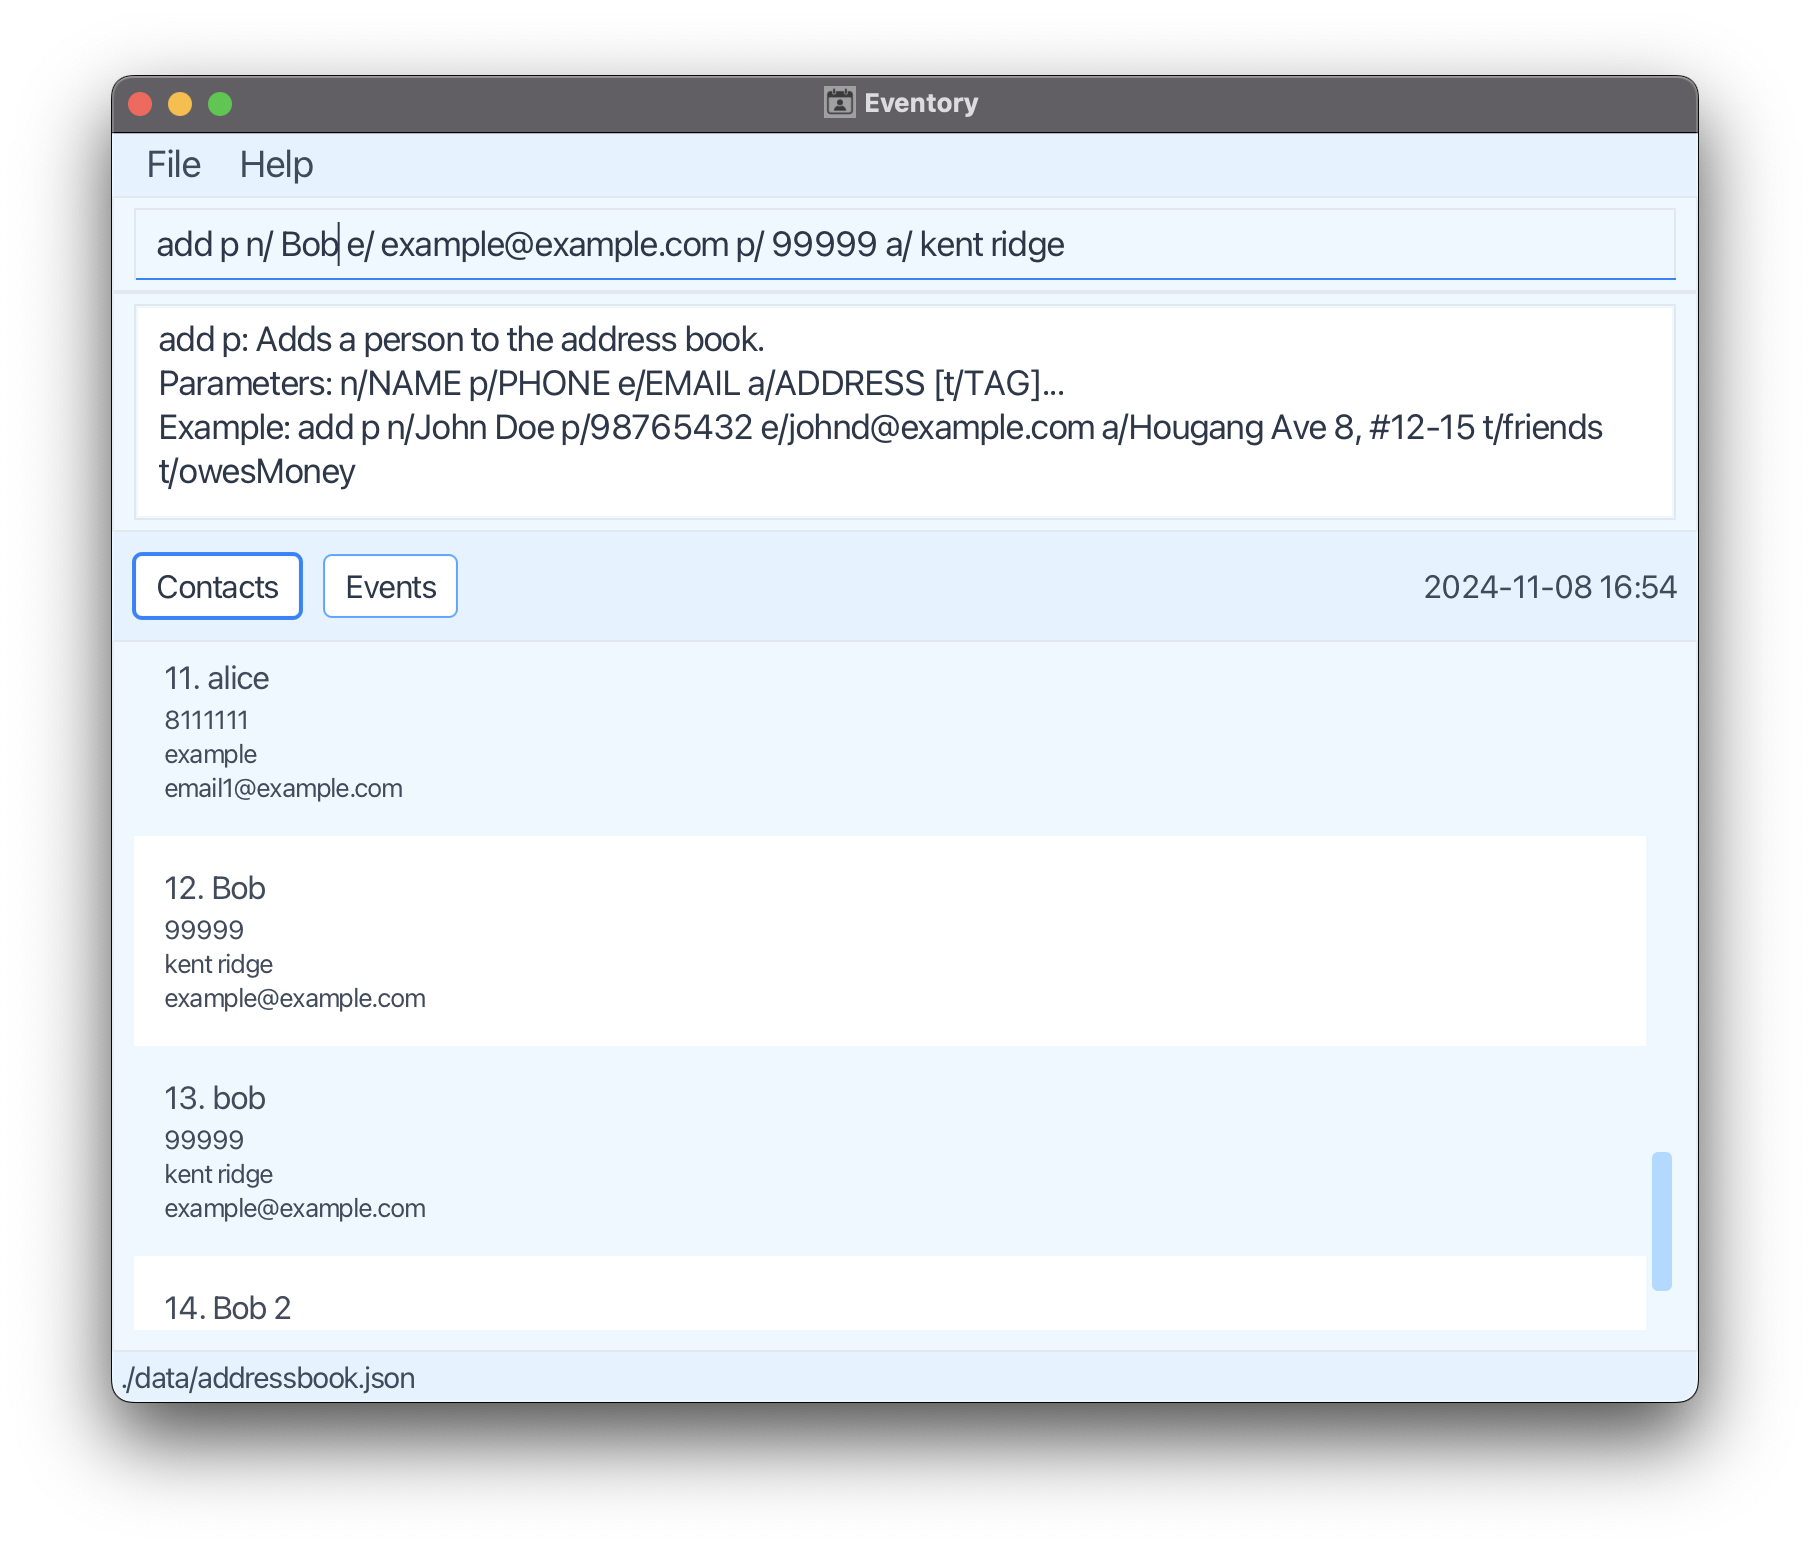 Eventory
File Help
add p n/ Bob e/ example@example.com p/ 99999 a/ kent ridge
add p: Adds a person to the address book.
Parameters: n/NAME p/PHONE e/EMAIL a/ADDRESS [t/TAG]...
Example: add p n/John Doe p/98765432 e/johnd@example.com a/Hougang Ave 8, #12-15 t/friends
t/owesMoney
Contacts Events 2024-11-08 16:54
11. alice
8111111
example
email1@example.com
12. Bob
99999
kent ridge
example@example.com
13. bob
99999
kent ridge
example@example.com
14. Bob 2
./data/addressbook.json